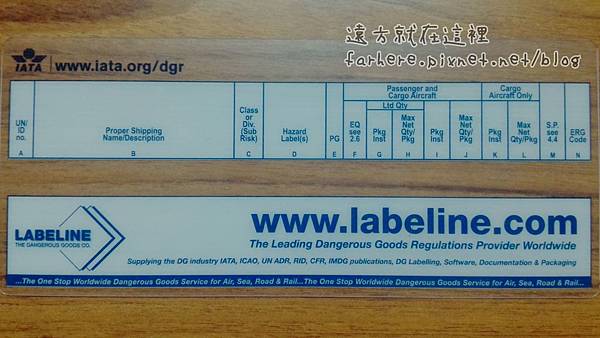 遠方就在這裡
farhere.pixnet.net/blog
IATA www.iata.org/dgr
UN/ ID no.
Proper Shipping Name/Description
Class or Div. (Sub Risk)
Hazard Label(s)
PG
Passenger and Cargo Aircraft
EQ see 2.6
Ltd Qty
Pkg Inst
Max Net Qty/ Pkg
Pkg Inst
Max Net Qty/ Pkg
Cargo Aircraft Only
Pkg Inst
Max Net Qty/Pkg
S.P. see 4.4
ERG Code
A B C D E F G H I J K L M N
LABELINE
THE DANGEROUS GOODS CO.
www.labeline.com
The Leading Dangerous Goods Regulations Provider Worldwide
Supplying the DG industry IATA, ICAO, UN ADR, RID, CFR, IMDG publications, DG Labelling, Software, Documentation & Packaging
...The One Stop Worldwide Dangerous Goods Service for Air, Sea, Road & Rail....The One Stop Worldwide Dangerous Goods Service for Air, Sea, Road & Rail...